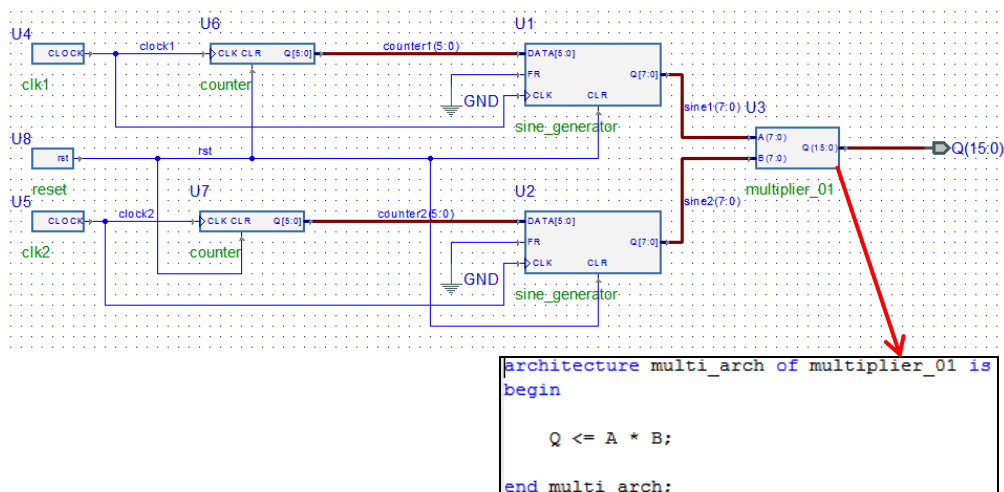 U4
CLOCK
clk1
clock1
U6
CLK CLR Q[5:0]
counter
counter1(5:0)
U1
DATA[5:0]
FR
CLK
CLR
Q[7:0]
sine_generator
GND
sine1(7:0)
U3
A(7:0)
B(7:0)
Q(15:0)
multiplier_01
Q(15:0)
U8
rst
reset
rst
U5
CLOCK
clk2
clock2
U7
CLK CLR Q[5:0]
counter
counter2(5:0)
U2
DATA[5:0]
FR
CLK
CLR
Q[7:0]
sine_generator
GND
sine2(7:0)
architecture multi_arch of multiplier_01 is
begin
Q <= A * B;
end multi_arch;